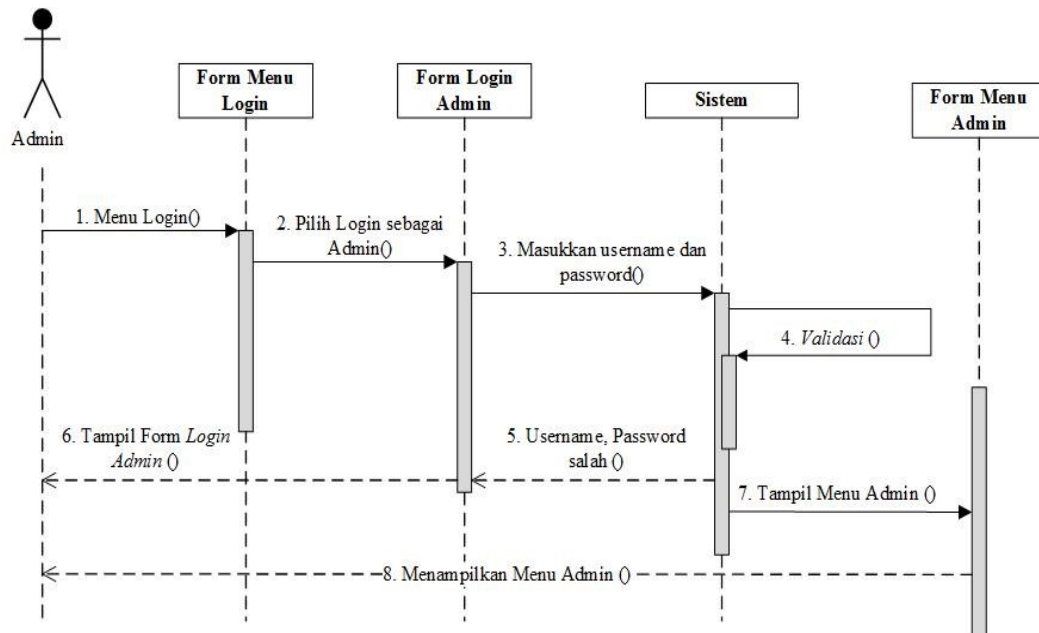 Admin
Form Menu
Login
Form Login
Admin
Sistem
Form Menu
Admin
1. Menu Login()
2. Pilih Login sebagai
Admin()
3. Masukkan username dan
password()
4. Validasi ()
5. Username, Password
salah ()
6. Tampil Form Login
Admin ()
7. Tampil Menu Admin ()
8. Menampilkan Menu Admin ()